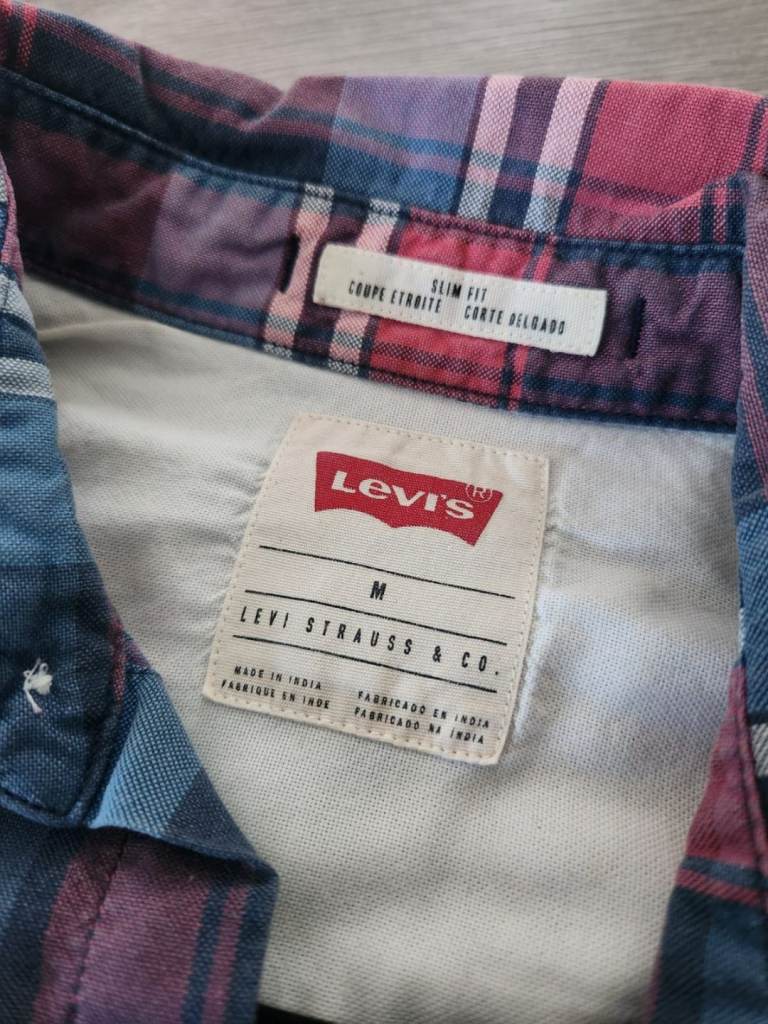 SLIM FIT
COUPE ETROITE CORTE DELGADO
Levi's ®
M
LEVI STRAUSS & CO.
MADE IN INDIA
FABRIQUE EN INDE
FABRICADO EN INDIA
FABRICADO NA ÍNDIA